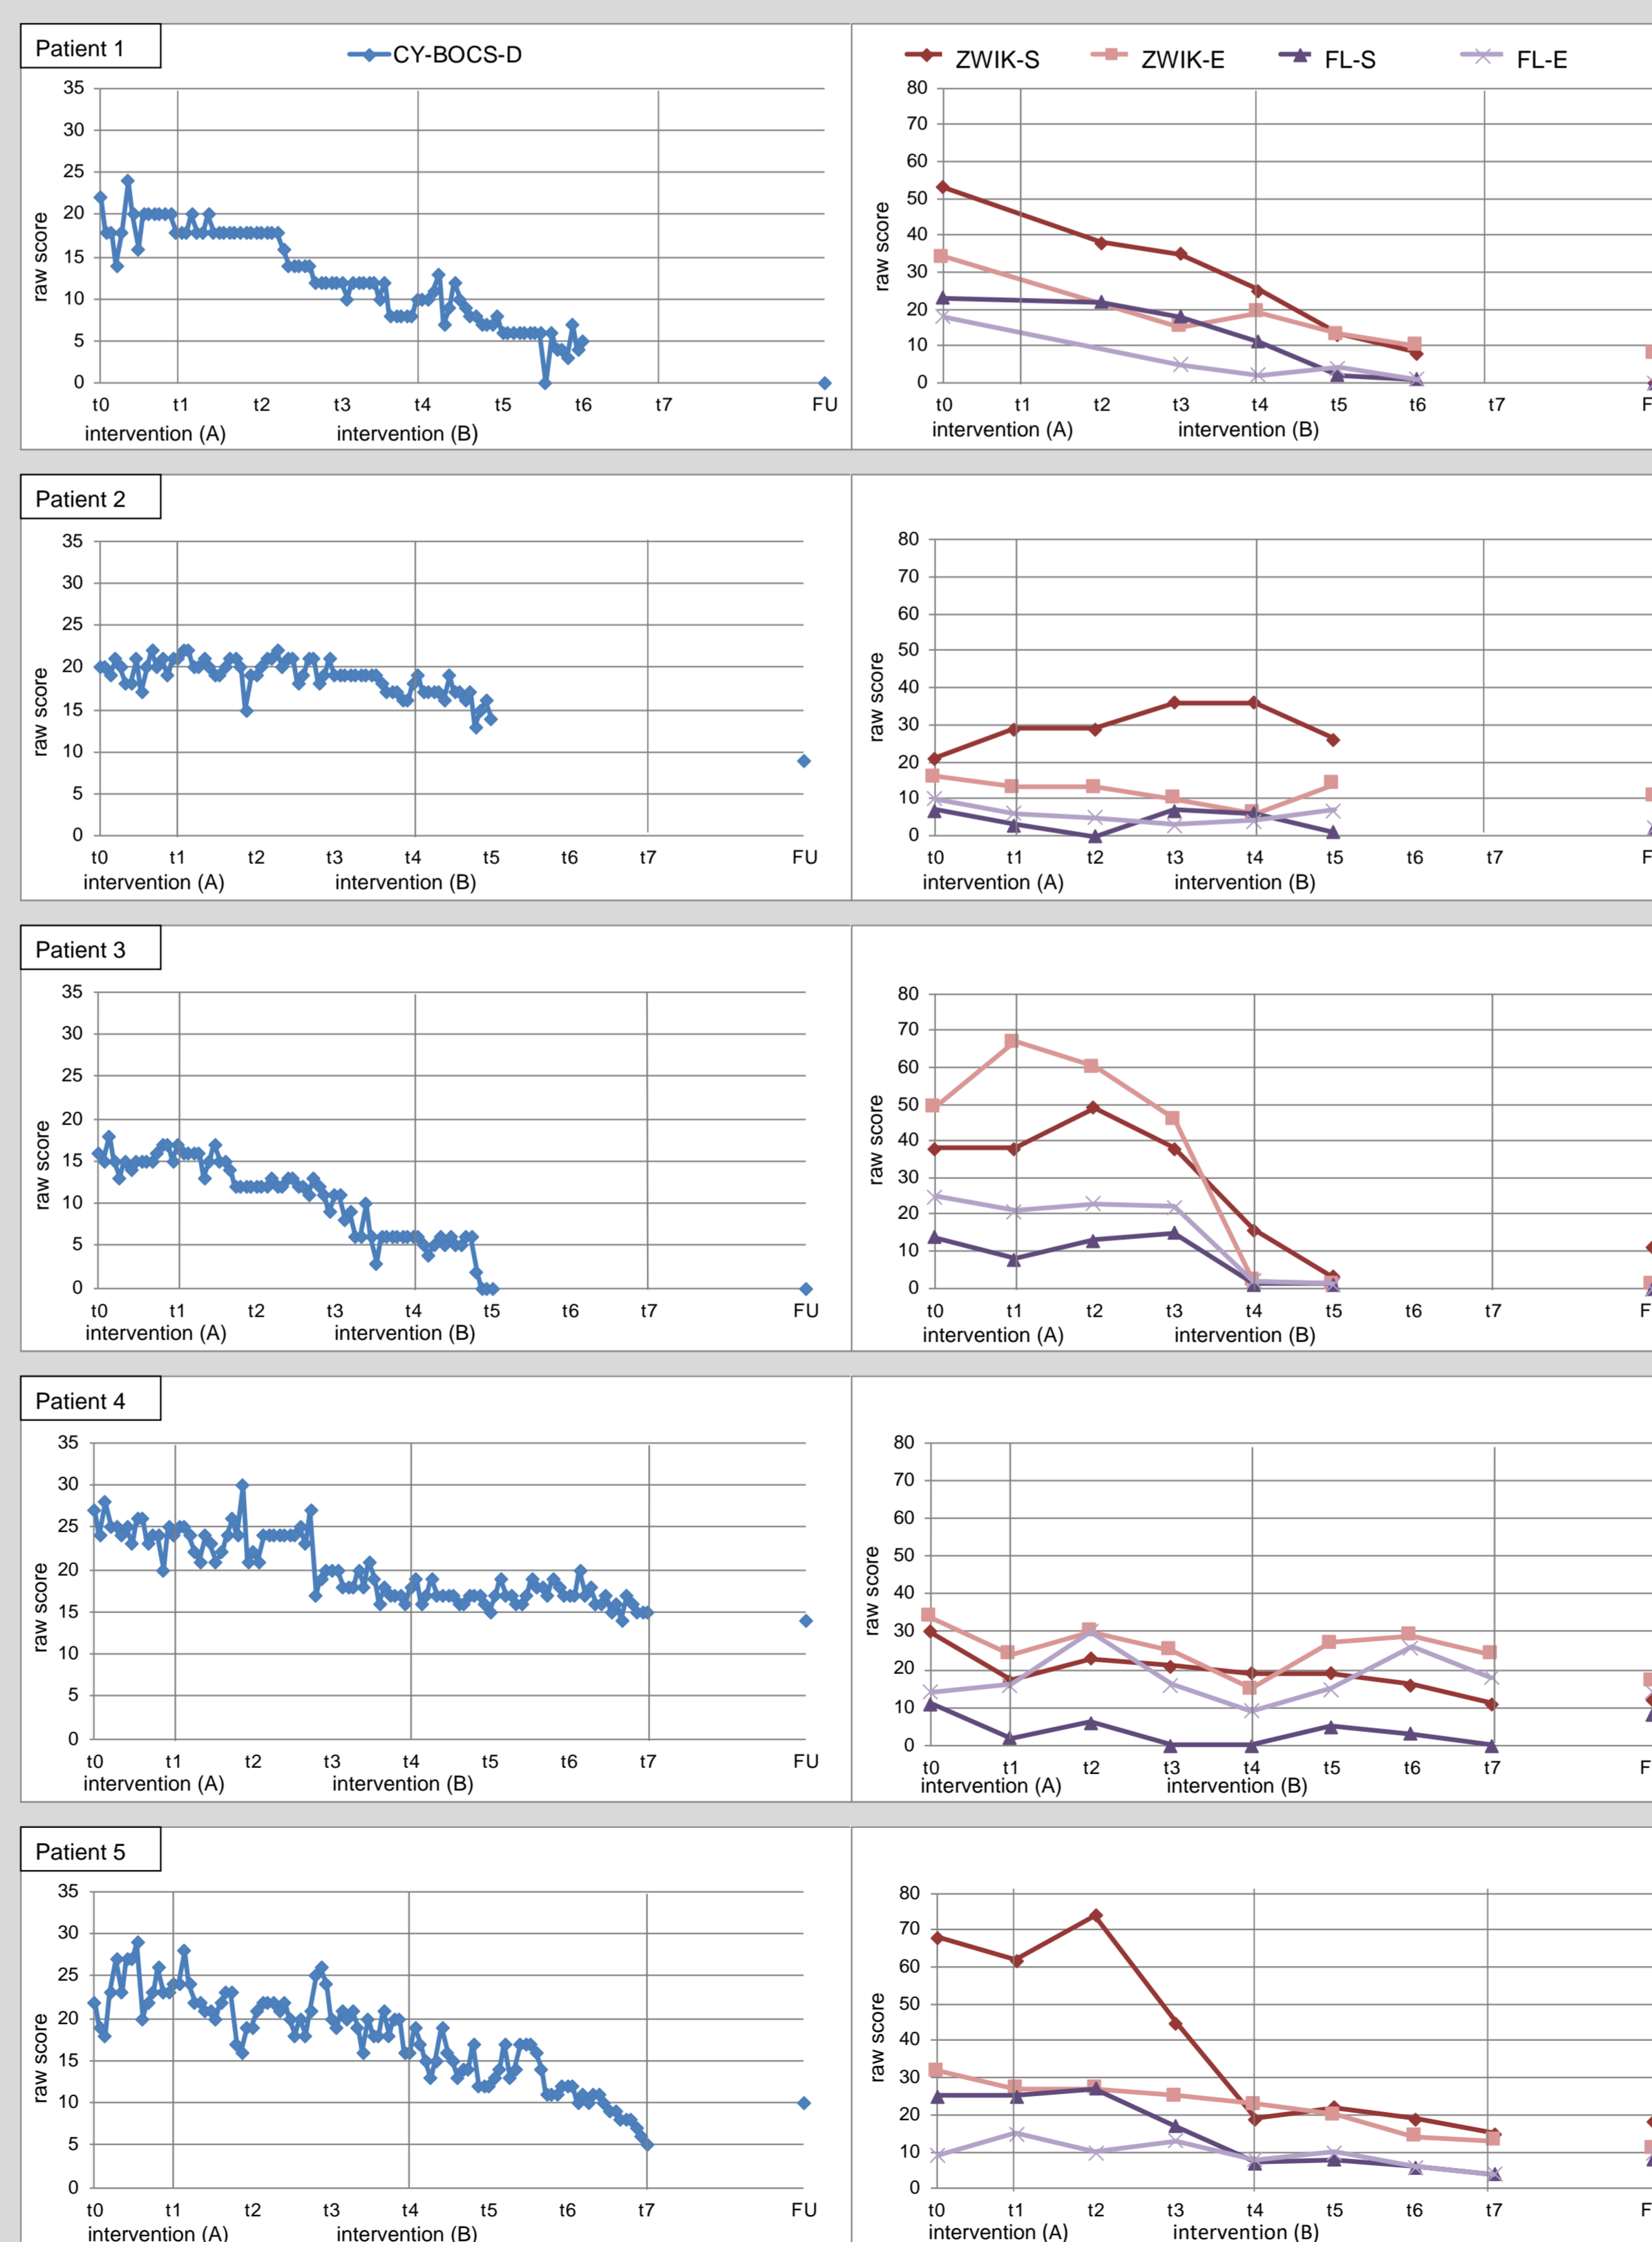 Patient 1
CY-BOCS-D
35
30
25
20
15
10
5
0
raw score
t0 t1 t2 t3 t4 t5 t6 t7 FU
intervention (A) intervention (B)
ZWIK-S ZWIK-E FL-S FL-E
80
70
60
50
40
30
20
10
0
raw score
t0 t1 t2 t3 t4 t5 t6 t7 F
intervention (A) intervention (B)
Patient 2
35
30
25
20
15
10
5
0
raw score
t0 t1 t2 t3 t4 t5 t6 t7 FU
intervention (A) intervention (B)
80
70
60
50
40
30
20
10
0
raw score
t0 t1 t2 t3 t4 t5 t6 t7 F
intervention (A) intervention (B)
Patient 3
35
30
25
20
15
10
5
0
raw score
t0 t1 t2 t3 t4 t5 t6 t7 FU
intervention (A) intervention (B)
80
70
60
50
40
30
20
10
0
raw score
t0 t1 t2 t3 t4 t5 t6 t7 F
intervention (A) intervention (B)
Patient 4
35
30
25
20
15
10
5
0
raw score
t0 t1 t2 t3 t4 t5 t6 t7 FU
intervention (A) intervention (B)
80
70
60
50
40
30
20
10
0
raw score
t0 t1 t2 t3 t4 t5 t6 t7 F
intervention (A) intervention (B)
Patient 5
35
30
25
20
15
10
5
0
raw score
t0 t1 t2 t3 t4 t5 t6 t7 FU
intervention (A) intervention (B)
80
70
60
50
40
30
20
10
0
raw score
t0 t1 t2 t3 t4 t5 t6 t7 F
intervention (A) intervention (B)